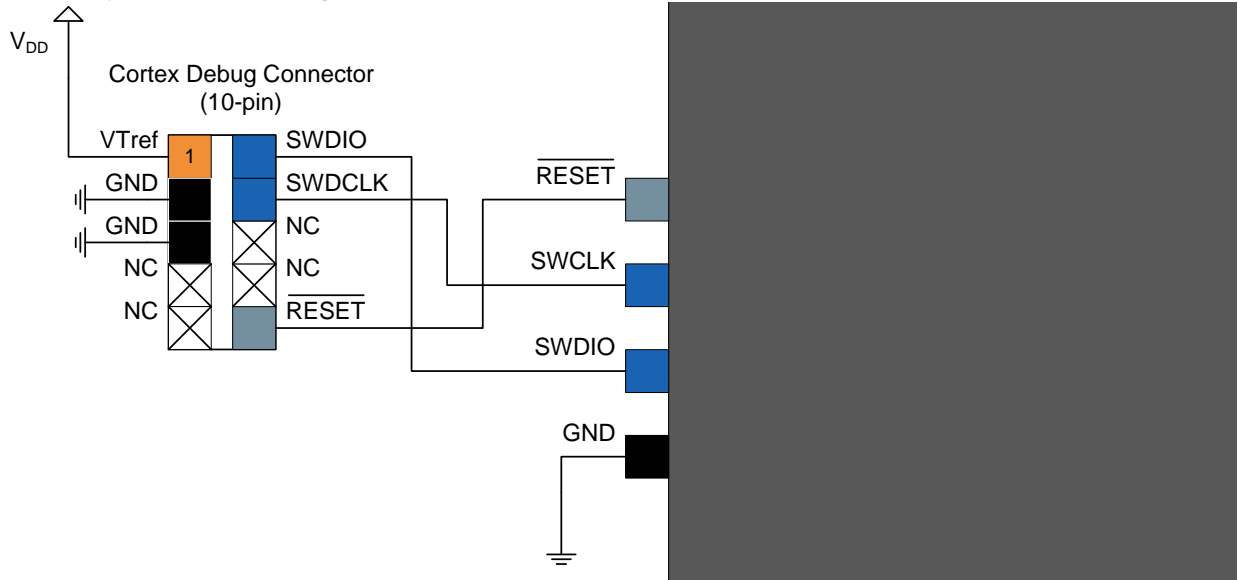 V_DD
Cortex Debug Connector
(10-pin)
VTref
1
SWDIO
GND
SWDCLK
GND
NC
NC
NC
NC
RESET
RESET
SWCLK
SWDIO
GND